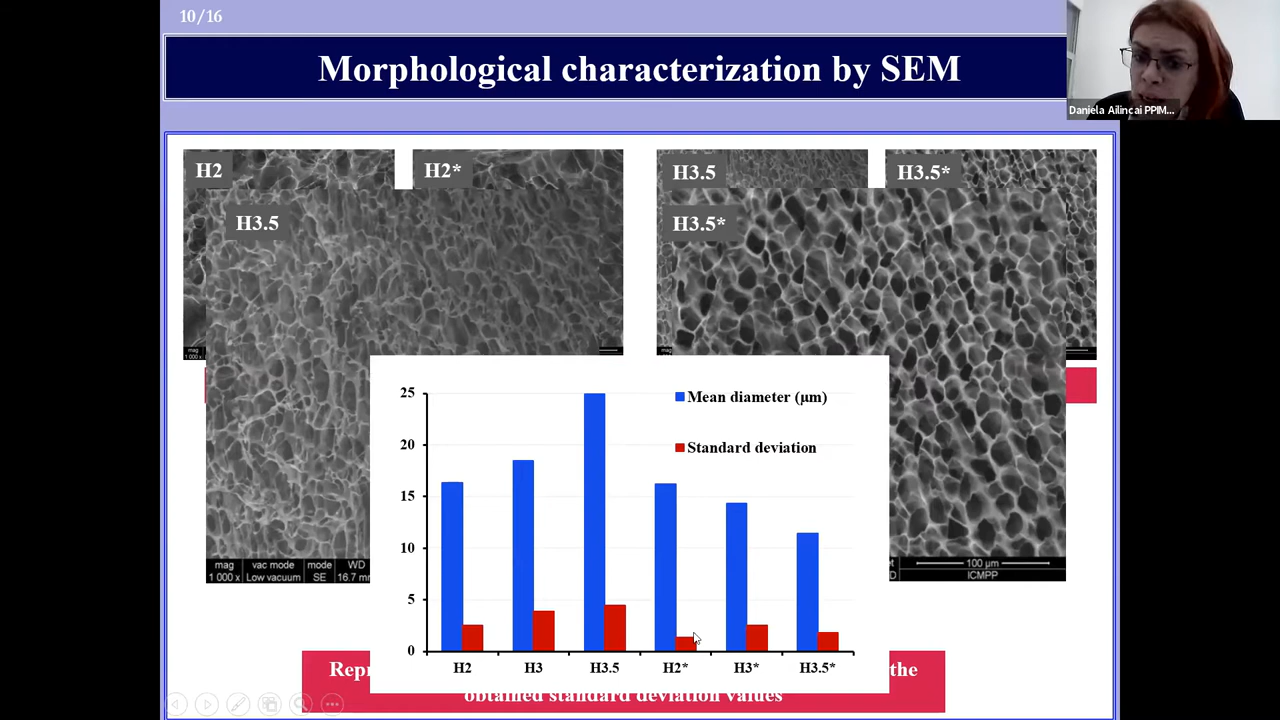 10/16
Morphological characterization by SEM
Daniela Ailincai PPIM...
H2
H2*
H3.5
H3.5*
H3.5
H3.5*
mag
1 000 x
mag vac mode mode WD
1 000 x Low vacuum SE 16.7 m
100 µm
ICMPP
25
20
15
10
5
0
Mean diameter (µm)
Standard deviation
H2 H3 H3.5 H2* H3* H3.5*
the
obtained standard deviation values